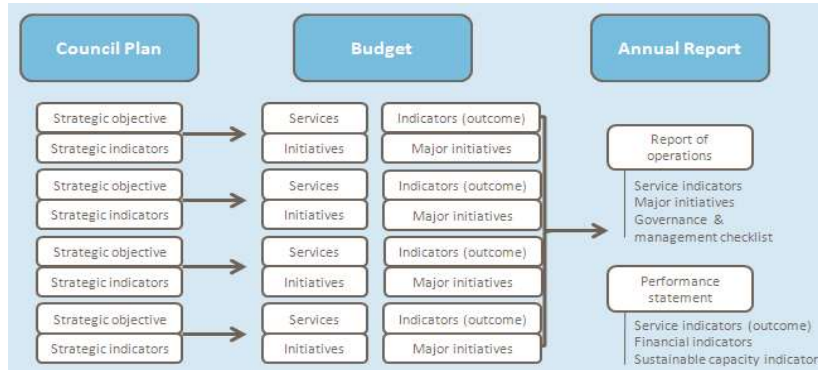 Council Plan
Budget
Annual Report
Strategic objective
Strategic indicators
Services
Initiatives
Indicators (outcome)
Major initiatives
Strategic objective
Strategic indicators
Services
Initiatives
Indicators (outcome)
Major initiatives
Strategic objective
Strategic indicators
Services
Initiatives
Indicators (outcome)
Major initiatives
Strategic objective
Strategic indicators
Services
Initiatives
Indicators (outcome)
Major initiatives
Report of
operations
Service indicators
Major initiatives
Governance &
management checklist
Performance
statement
Service indicators (outcome)
Financial indicators
Sustainable capacity indicator